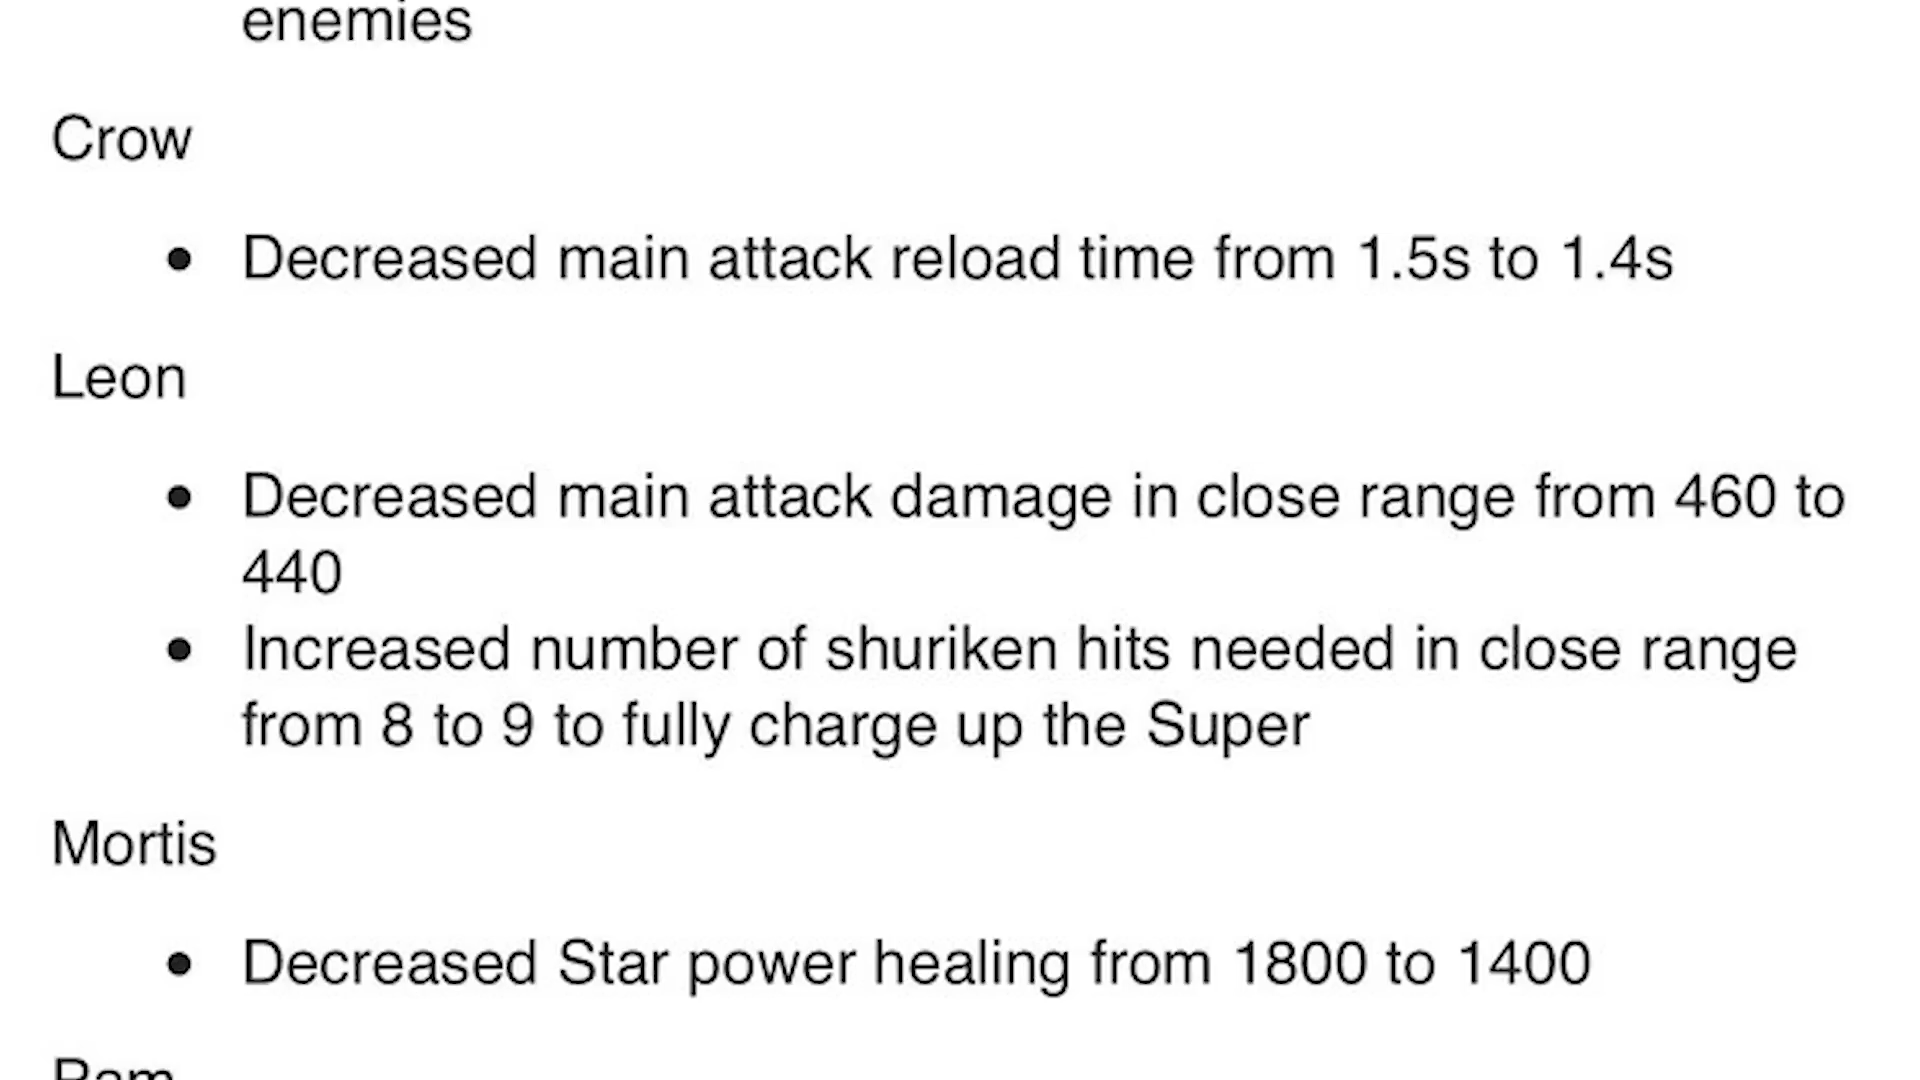 enemies
Crow
• Decreased main attack reload time from 1.5s to 1.4s
Leon
• Decreased main attack damage in close range from 460 to
440
• Increased number of shuriken hits needed in close range
from 8 to 9 to fully charge up the Super
Mortis
• Decreased Star power healing from 1800 to 1400